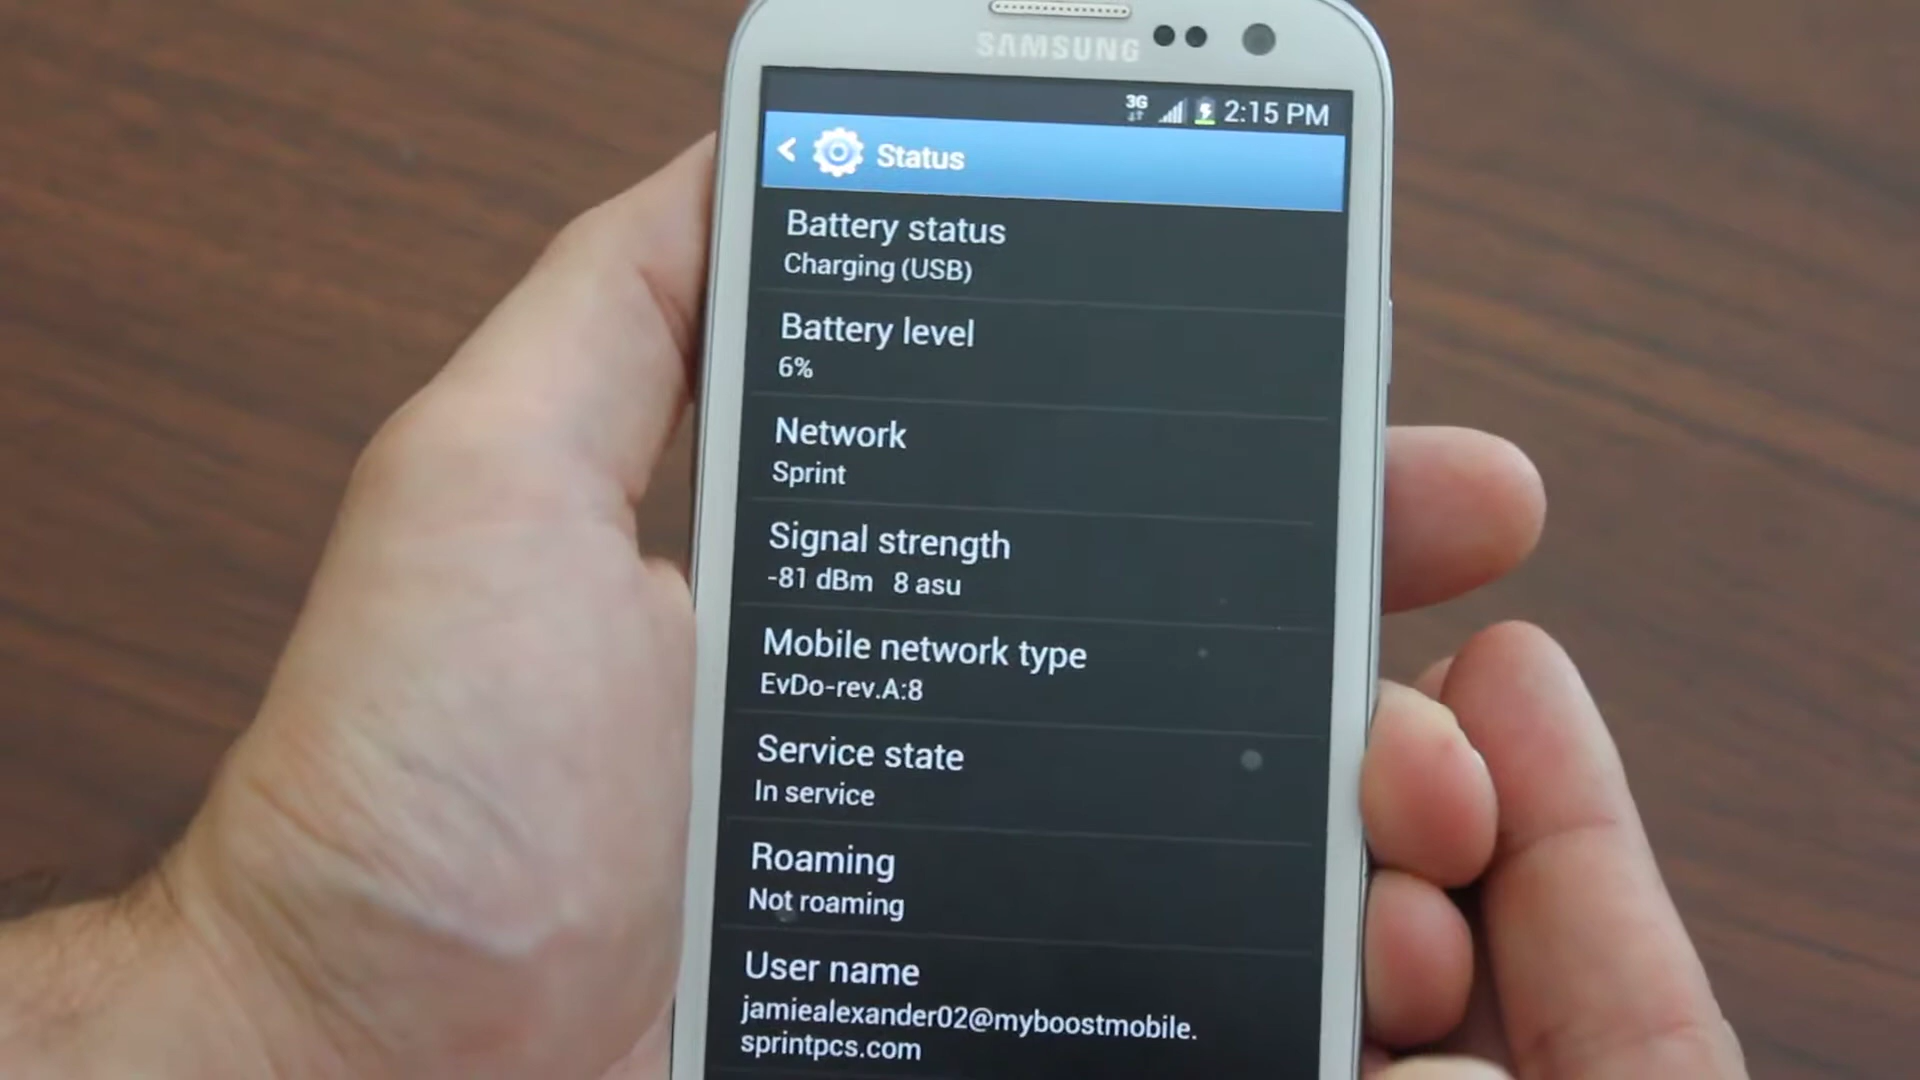 SAMSUNG
3G 2:15 PM
< Status
Battery status
Charging (USB)
Battery level
6%
Network
Sprint
Signal strength
-81 dBm 8 asu
Mobile network type
EvDo-rev.A:8
Service state
In service
Roaming
Not roaming
User name
jamiealexander02@myboostmobile.
sprintpcs.com